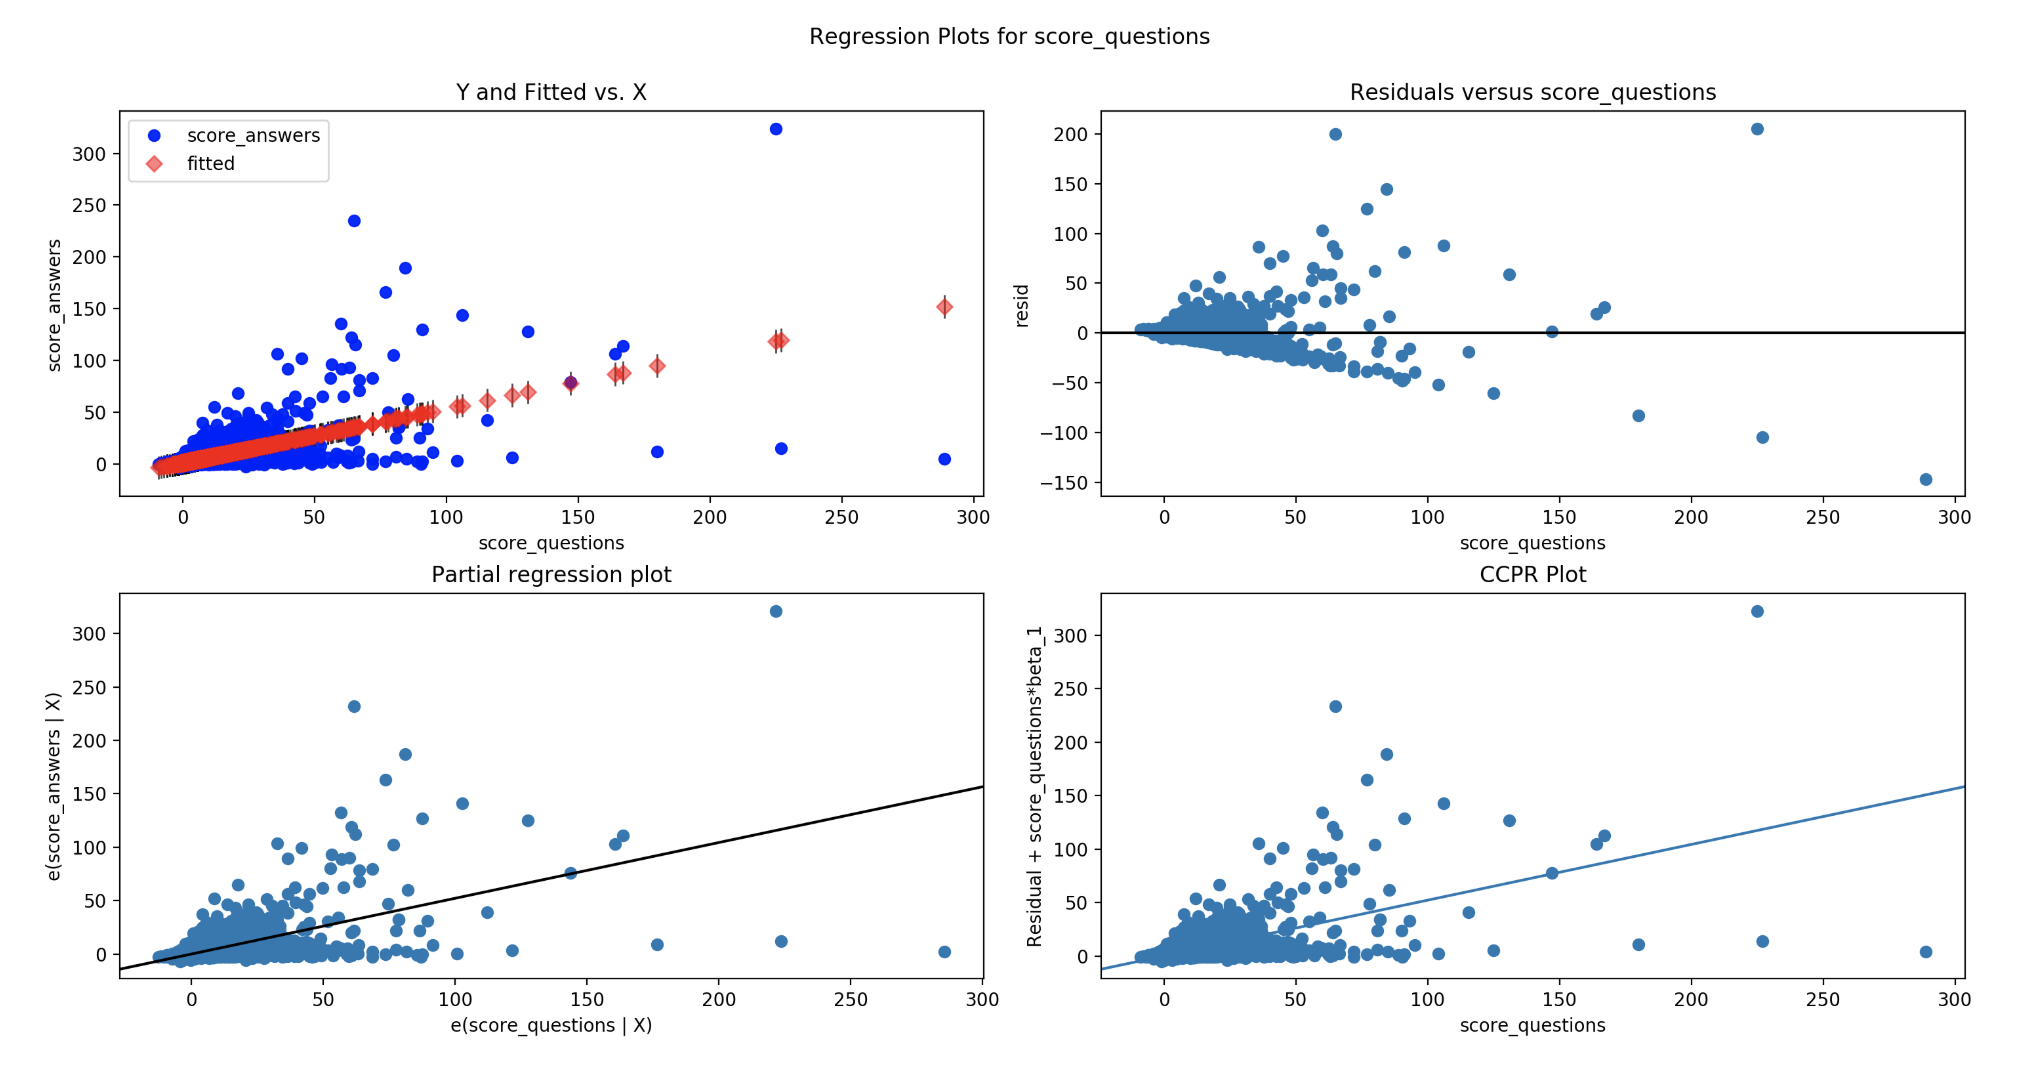 Regression Plots for score_questions
Y and Fitted vs. X
score_answers
fitted
300
250
200
150
100
50
0
score_answers
0 50 100 150 200 250 300
score_questions
Residuals versus score_questions
200
150
100
50
0
−50
−100
−150
resid
0 50 100 150 200 250 300
score_questions
Partial regression plot
300
250
200
150
100
50
0
e(score_answers | X)
0 50 100 150 200 250 300
e(score_questions | X)
CCPR Plot
300
250
200
150
100
50
0
Residual + score_questions*beta_1
0 50 100 150 200 250 300
score_questions